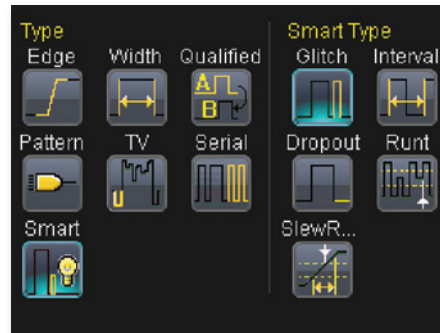 Type
Edge Width Qualified
A
B
Pattern TV Serial
Smart
Smart Type
Glitch Interval
Dropout Runt
SlewR...